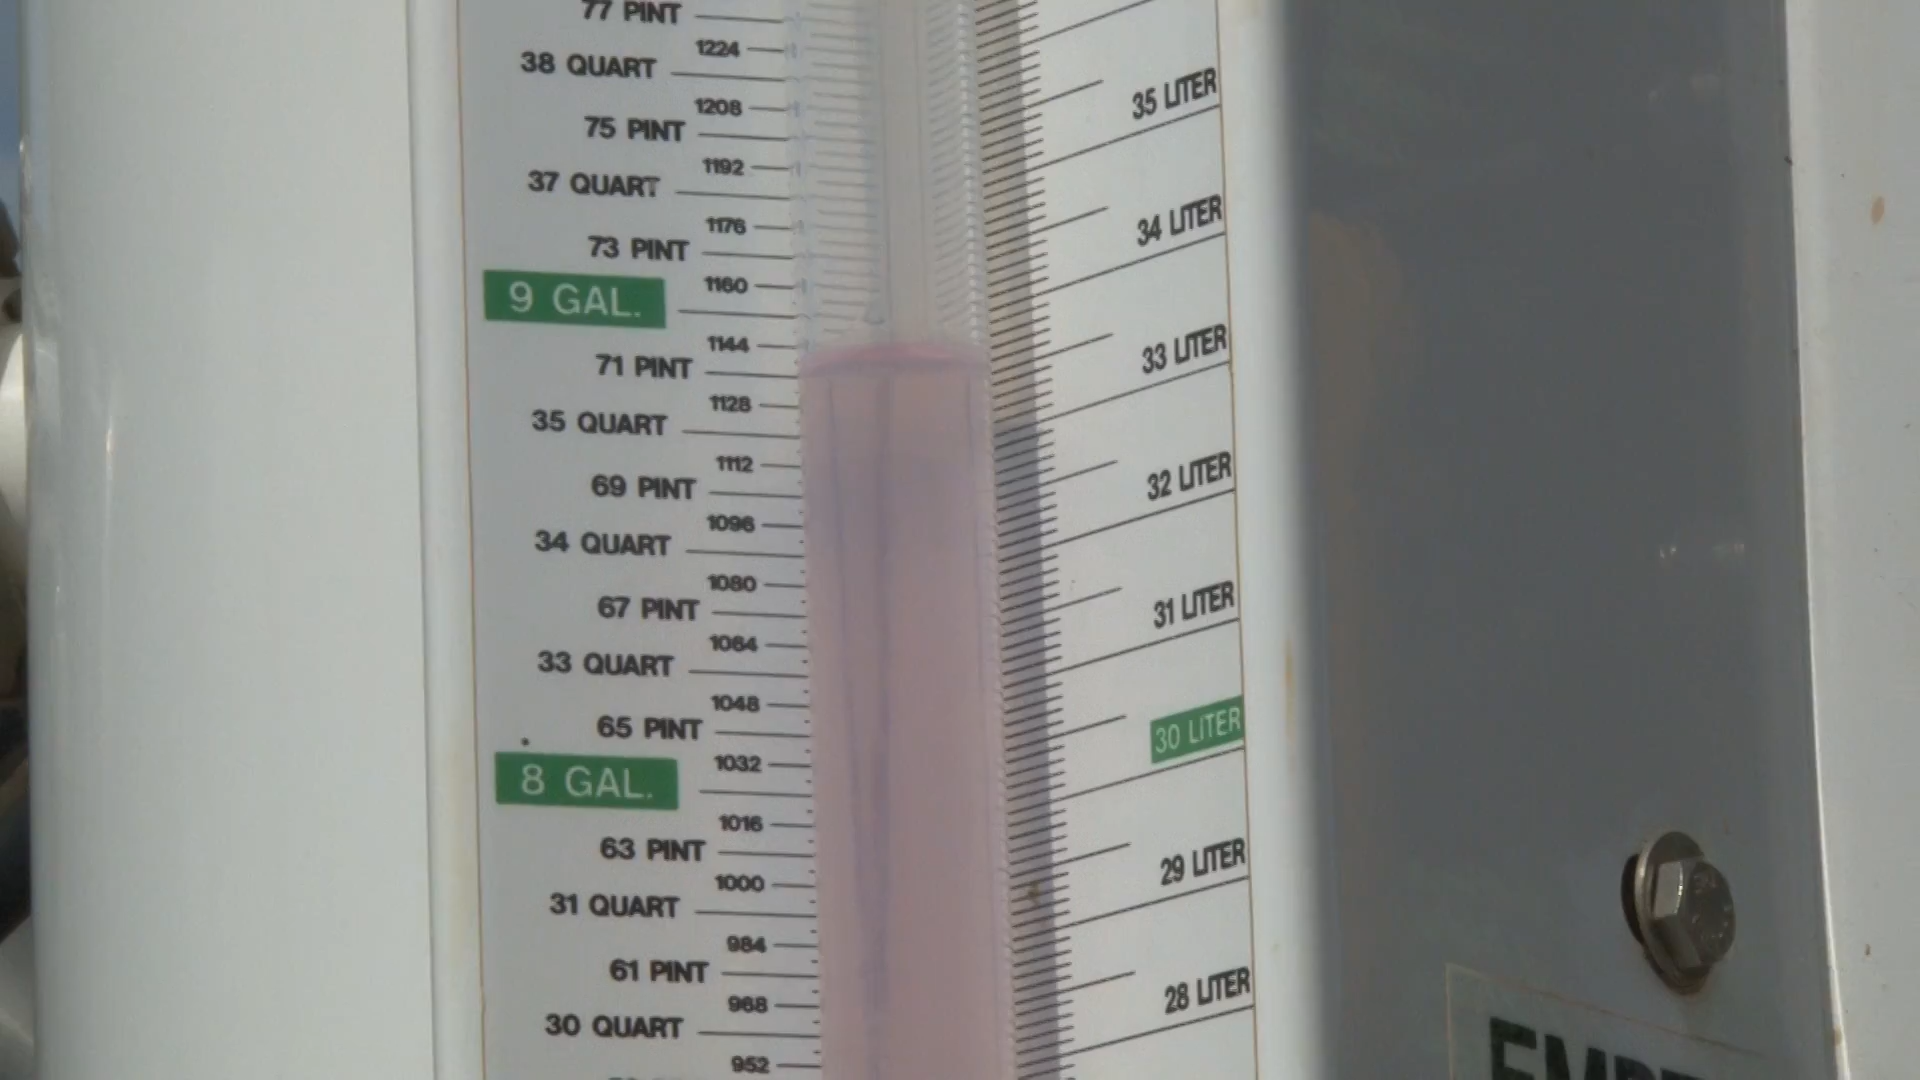 77 PINT
1224
38 QUART
1208
75 PINT
1192
37 QUART
1176
73 PINT
1160
9 GAL.
1144
71 PINT
1128
35 QUART
1112
69 PINT
1096
34 QUART
1080
67 PINT
1064
33 QUART
1048
65 PINT
1032
8 GAL.
1016
63 PINT
1000
31 QUART
984
61 PINT
968
30 QUART
952
35 LITER
34 LITER
33 LITER
32 LITER
31 LITER
30 LITER
29 LITER
28 LITER